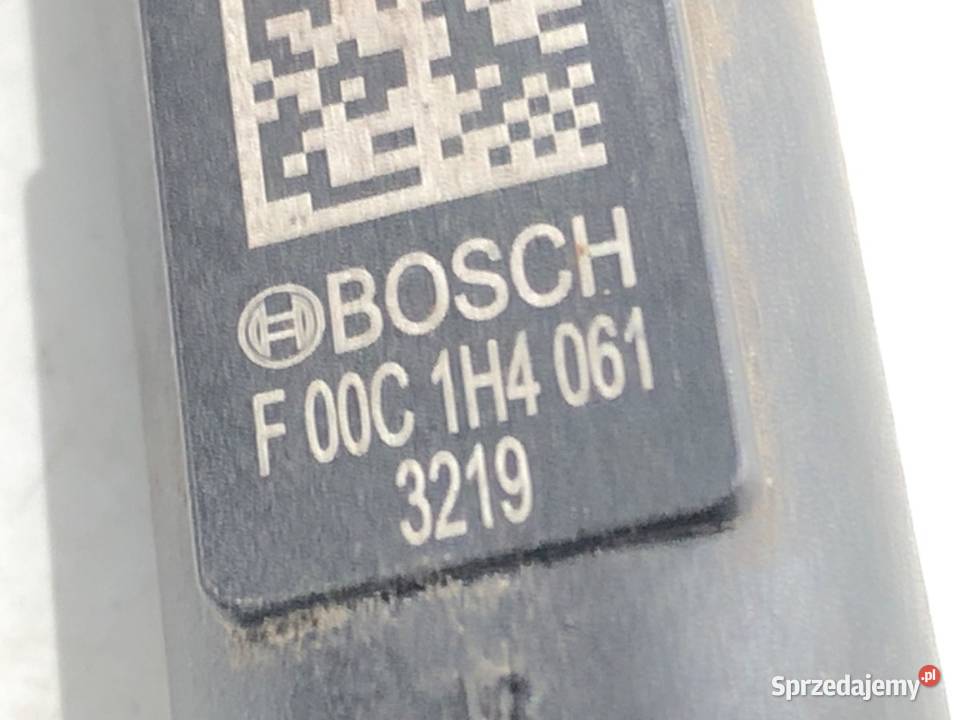 BOSCH
F 00C 1H4 061
3219
Sprzedajemy.pl